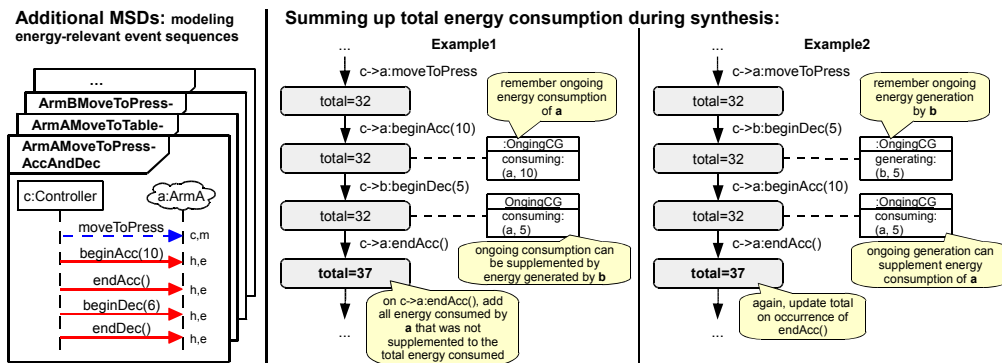 Additional MSDs: modeling
energy-relevant event sequences
...
ArmBMoveToPress-
ArmAMoveToTable-
ArmAMoveToPress-
AccAndDec
c:Controller
a:ArmA
moveToPress
c,m
beginAcc(10)
h,e
endAcc()
h,e
beginDec(6)
h,e
endDec()
h,e
Summing up total energy consumption during synthesis:
Example1
...
c->a:moveToPress
total=32
remember ongoing
energy consumption
of a
c->a:beginAcc(10)
total=32
:OngingCG
consuming:
(a, 10)
c->b:beginDec(5)
total=32
OngingCG
consuming:
(a, 5)
c->a:endAcc()
ongoing consumption can
be supplemented by
energy generated by b
total=37
on c->a:endAcc(), add
all energy consumed by
a that was not
supplemented to the
total energy consumed
...
Example2
...
c->a:moveToPress
total=32
remember ongoing
energy generation
by b
c->b:beginDec(5)
total=32
:OngingCG
generating:
(b, 5)
c->a:beginAcc(10)
total=32
:OngingCG
consuming:
(a, 5)
c->a:endAcc()
ongoing generation can
supplement energy
consumption of a
total=37
again, update total
on occurrence of
endAcc()
...